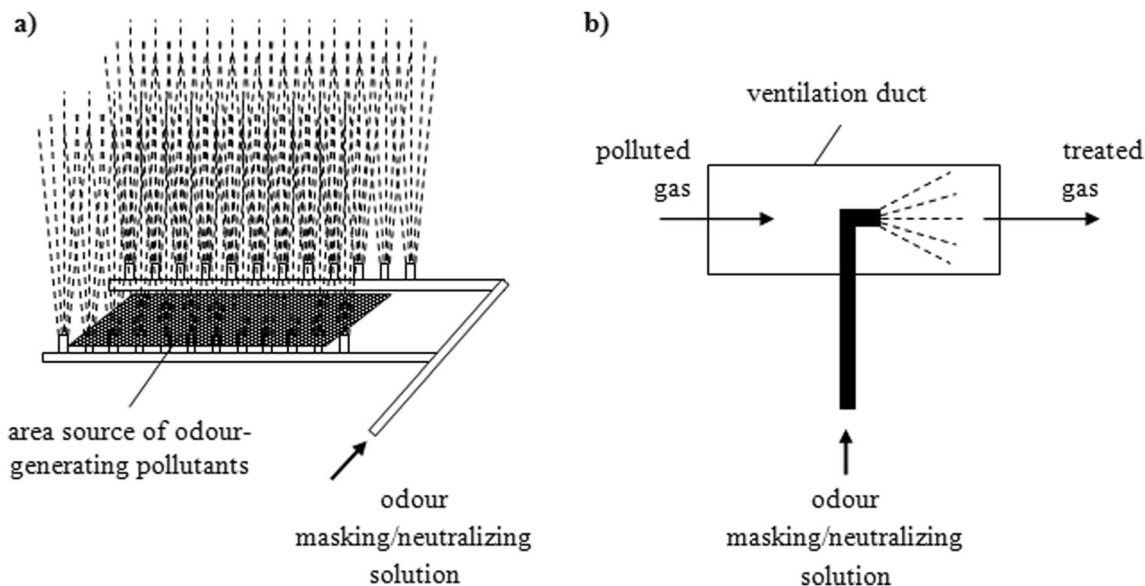 a)
area source of odour-
generating pollutants
odour
masking/neutralizing
solution
b)
ventilation duct
polluted
gas
treated
gas
odour
masking/neutralizing
solution